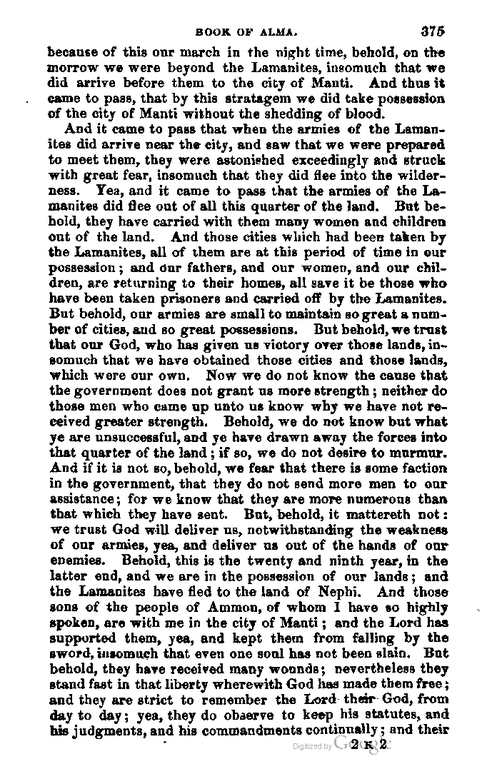 BOOK OF ALMA. 375
because of this our march in the night time, behold, on the
morrow we were beyond the Lamanites, insomuch that we
did arrive before them to the city of Manti. And thus it
came to pass, that by this stratagem we did take possession
of the city of Manti without the shedding of blood.
And it came to pass that when the armies of the Laman-
ites did arrive near the city, and saw that we were prepared
to meet them, they were astonished exceedingly and struck
with great fear, insomuch that they did flee into the wilder-
ness. Yea, and it came to pass that the armies of the La-
manites did flee out of all this quarter of the land. But be-
hold, they have carried with them many women and children
out of the land. And those cities which had been taken by
the Lamanites, all of them are at this period of time in our
possession; and our fathers, and our women, and our chil-
dren, are returning to their homes, all save it be those who
have been taken prisoners and carried off by the Lamanites.
But behold, our armies are small to maintain so great a num-
ber of cities, and so great possessions. But behold, we trust
that our God, who has given us victory over those lands, in-
somuch that we have obtained those cities and those lands,
which were our own. Now we do not know the cause that
the government does not grant us more strength; neither do
those men who came up unto us know why we have not re-
ceived greater strength. Behold, we do not know but what
ye are unsuccessful, and ye have drawn away the forces into
that quarter of the land; if so, we do not desire to murmur.
And if it is not so, behold, we fear that there is some faction
in the government, that they do not send more men to our
assistance; for we know that they are more numerous than
that which they have sent. But, behold, it mattereth not:
we trust God will deliver us, notwithstanding the weakness
of our armies, yea, and deliver us out of the hands of our
enemies. Behold, this is the twenty and ninth year, in the
latter end, and we are in the possession of our lands; and
the Lamanites have fled to the land of Nephi. And those
sons of the people of Ammon, of whom I have so highly
spoken, are with me in the city of Manti; and the Lord has
supported them, yea, and kept them from falling by the
sword, insomuch that even one soul has not been slain. But
behold, they have received many wounds; nevertheless they
stand fast in that liberty wherewith God has made them free;
and they are strict to remember the Lord their God, from
day to day; yea, they do observe to keep his statutes, and
his judgments, and his commandments continually; and their
2 K 2
Digitized by Google